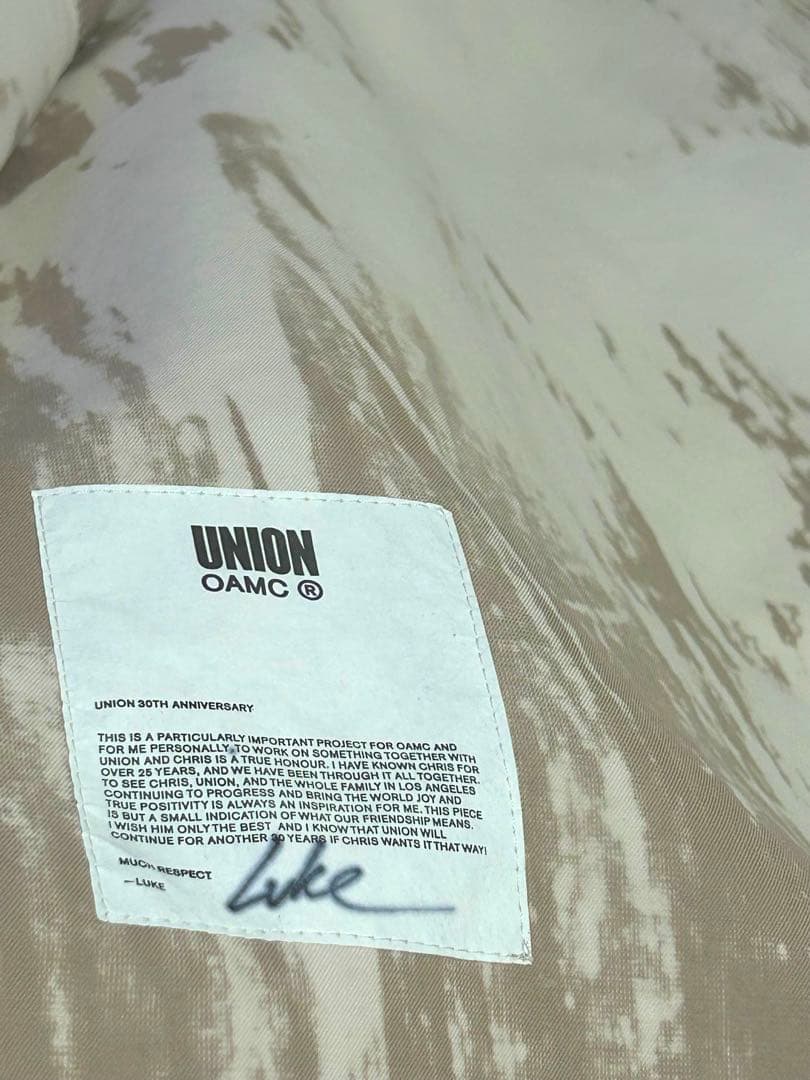 UNION
OAMC ®
UNION 30TH ANNIVERSARY
THIS IS A PARTICULARLY IMPORTANT PROJECT FOR OAMC AND
FOR ME PERSONALLY, TO WORK ON SOMETHING TOGETHER WITH
UNION AND CHRIS IS A TRUE HONOUR. I HAVE KNOWN CHRIS FOR
OVER 25 YEARS, AND WE HAVE BEEN THROUGH IT ALL TOGETHER.
TO SEE CHRIS, UNION, AND THE WHOLE FAMILY IN LOS ANGELES
CONTINUING TO PROGRESS AND BRING THE WORLD JOY AND
TRUE POSITIVITY IS ALWAYS AN INSPIRATION FOR ME. THIS PIECE
IS BUT A SMALL INDICATION OF WHAT OUR FRIENDSHIP MEANS.
I WISH HIM ONLY THE BEST AND I KNOW THAT UNION WILL
CONTINUE FOR ANOTHER 30 YEARS IF CHRIS WANTS IT THAT WAY!
MUCH RESPECT
—LUKE
Luke